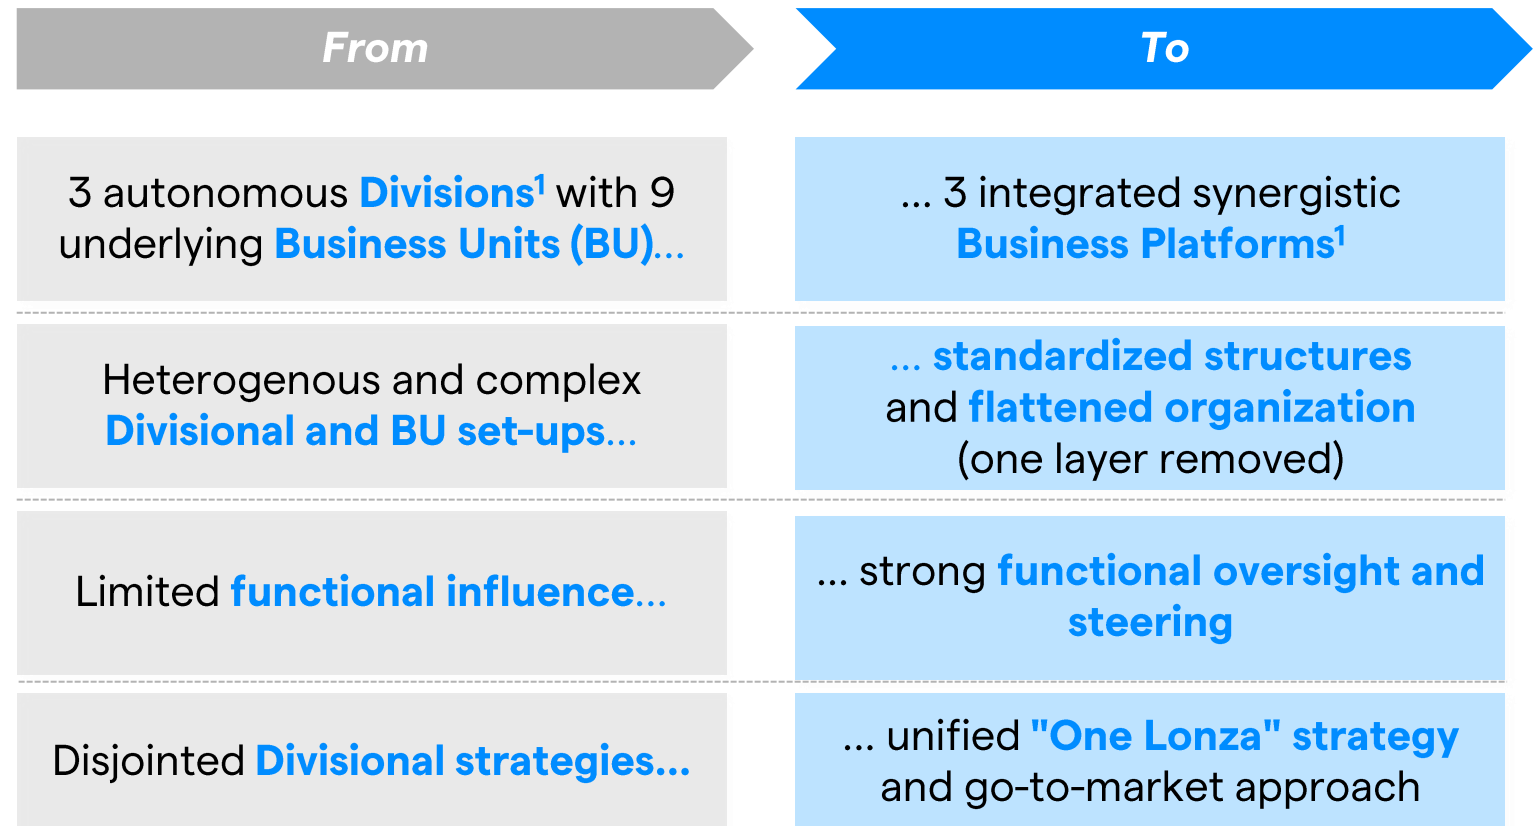 From
To
3 autonomous Divisions¹ with 9
underlying Business Units (BU)...
... 3 integrated synergistic
Business Platforms¹
Heterogenous and complex
Divisional and BU set-ups...
... standardized structures
and flattened organization
(one layer removed)
Limited functional influence...
... strong functional oversight and
steering
Disjointed Divisional strategies...
... unified "One Lonza" strategy
and go-to-market approach